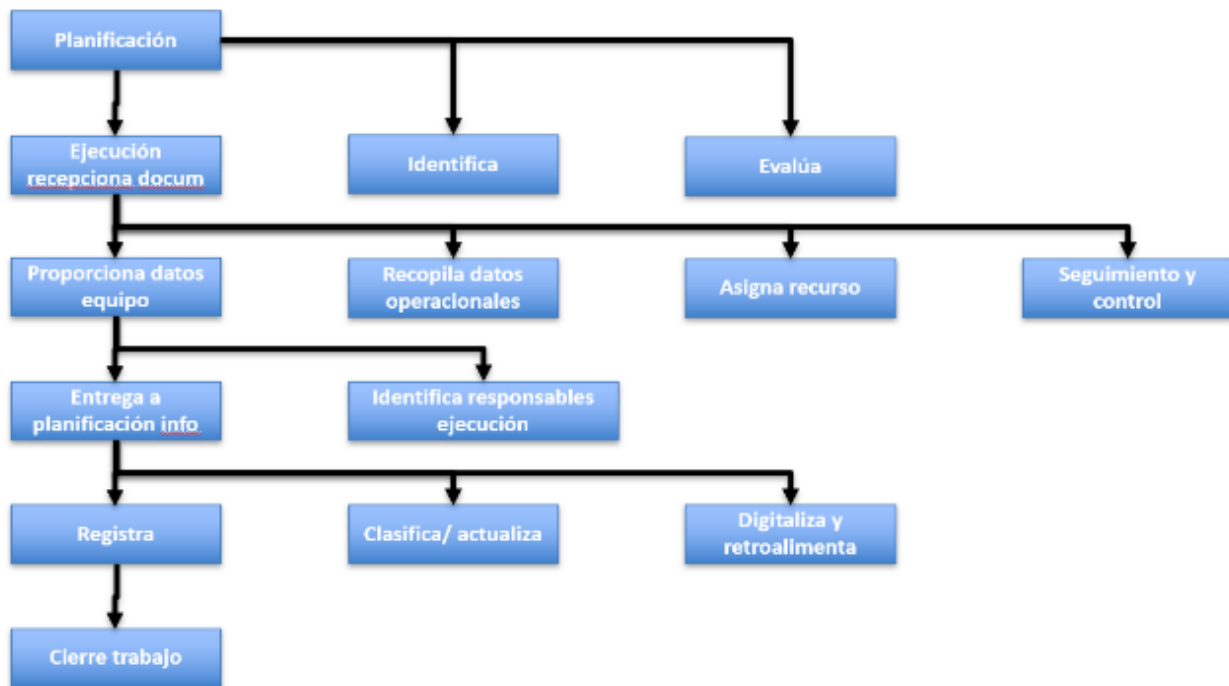 Planificación
Ejecución
recepciona docum
Identifica
Evalúa
Proporciona datos
equipo
Recopila datos
operacionales
Asigna recurso
Seguimiento y
control
Entrega a
planificación info
Identifica responsables
ejecución
Registra
Clasifica/ actualiza
Digitaliza y
retroalimenta
Cierre trabajo